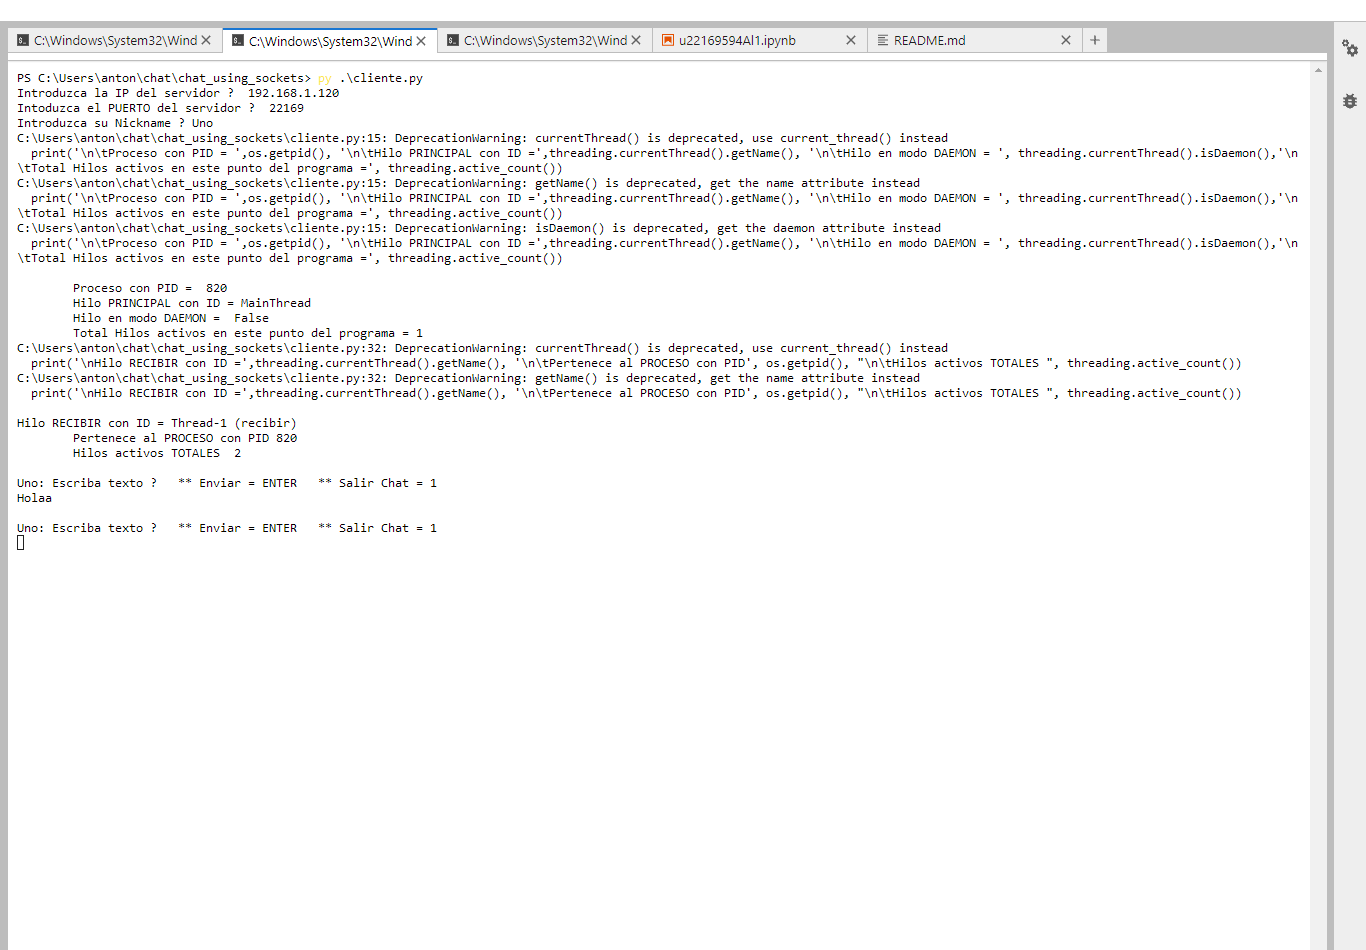 C:\Windows\System32\Wind
C:\Windows\System32\Wind
C:\Windows\System32\Wind
u22169594Al1.ipynb
README.md
PS C:\Users\anton\chat\chat_using_sockets> py .\cliente.py
Introduzca la IP del servidor ?  192.168.1.120
Intoduzca el PUERTO del servidor ?  22169
Introduzca su Nickname ? Uno
C:\Users\anton\chat\chat_using_sockets\cliente.py:15: DeprecationWarning: currentThread() is deprecated, use current_thread() instead
  print('\n\tProceso con PID = ',os.getpid(), '\n\tHilo PRINCIPAL con ID =',threading.currentThread().getName(), '\n\tHilo en modo DAEMON = ', threading.currentThread().isDaemon(),'\n
\tTotal Hilos activos en este punto del programa =', threading.active_count())
C:\Users\anton\chat\chat_using_sockets\cliente.py:15: DeprecationWarning: getName() is deprecated, get the name attribute instead
  print('\n\tProceso con PID = ',os.getpid(), '\n\tHilo PRINCIPAL con ID =',threading.currentThread().getName(), '\n\tHilo en modo DAEMON = ', threading.currentThread().isDaemon(),'\n
\tTotal Hilos activos en este punto del programa =', threading.active_count())
C:\Users\anton\chat\chat_using_sockets\cliente.py:15: DeprecationWarning: isDaemon() is deprecated, get the daemon attribute instead
  print('\n\tProceso con PID = ',os.getpid(), '\n\tHilo PRINCIPAL con ID =',threading.currentThread().getName(), '\n\tHilo en modo DAEMON = ', threading.currentThread().isDaemon(),'\n
\tTotal Hilos activos en este punto del programa =', threading.active_count())
        Proceso con PID =  820
        Hilo PRINCIPAL con ID = MainThread
        Hilo en modo DAEMON =  False
        Total Hilos activos en este punto del programa = 1
C:\Users\anton\chat\chat_using_sockets\cliente.py:32: DeprecationWarning: currentThread() is deprecated, use current_thread() instead
  print('\nHilo RECIBIR con ID =',threading.currentThread().getName(), '\n\tPertenece al PROCESO con PID', os.getpid(), "\n\tHilos activos TOTALES ", threading.active_count())
C:\Users\anton\chat\chat_using_sockets\cliente.py:32: DeprecationWarning: getName() is deprecated, get the name attribute instead
  print('\nHilo RECIBIR con ID =',threading.currentThread().getName(), '\n\tPertenece al PROCESO con PID', os.getpid(), "\n\tHilos activos TOTALES ", threading.active_count())
Hilo RECIBIR con ID = Thread-1 (recibir)
        Pertenece al PROCESO con PID 820
        Hilos activos TOTALES  2
Uno: Escriba texto ?   ** Enviar = ENTER   ** Salir Chat = 1
Holaa
Uno: Escriba texto ?   ** Enviar = ENTER   ** Salir Chat = 1